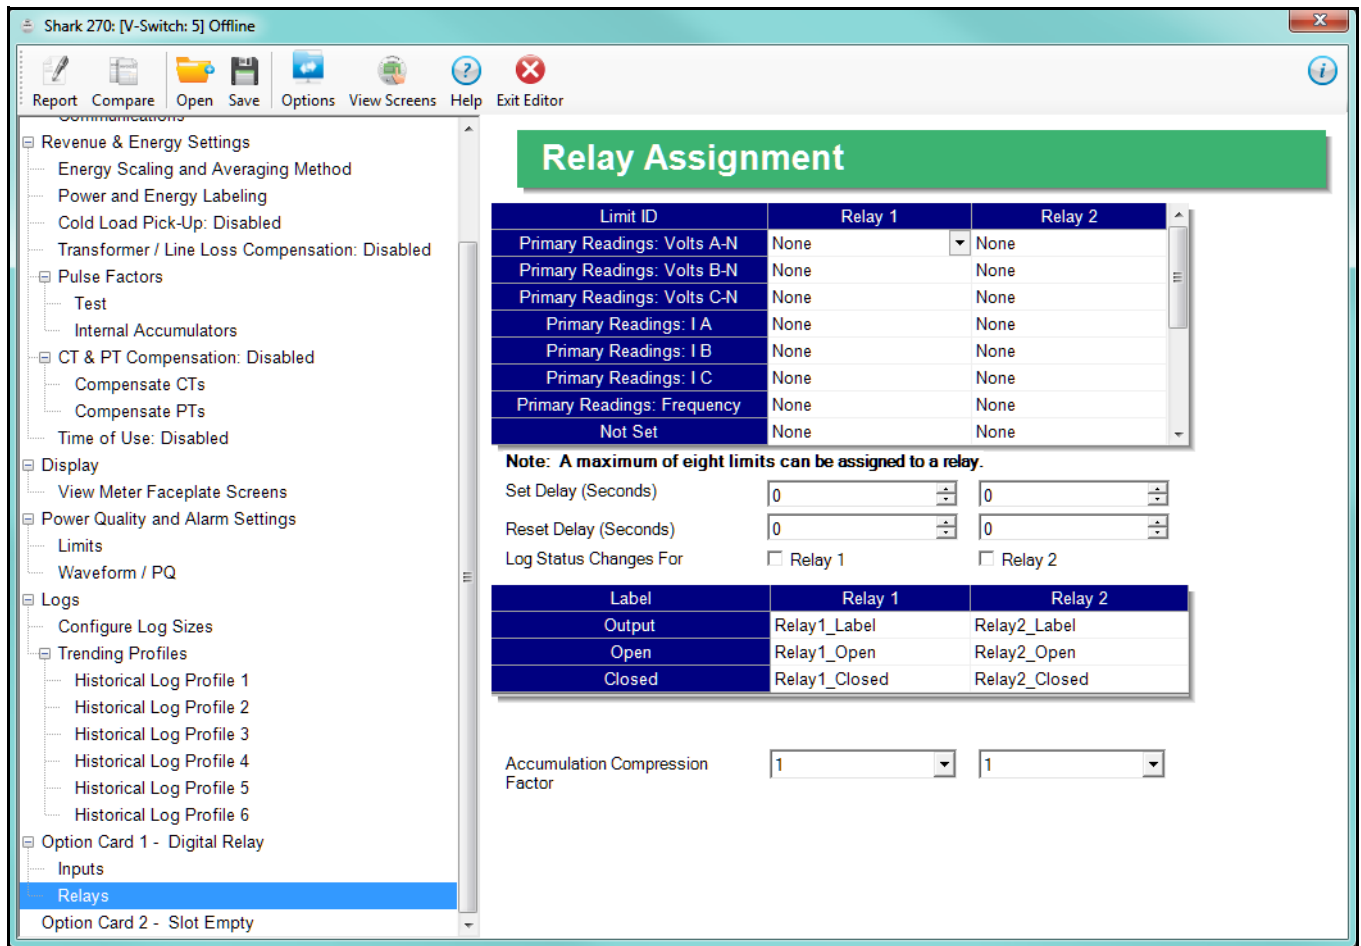 Shark 270: [V-Switch: 5] Offline
Report Compare Open Save Options View Screens Help Exit Editor
Communications
Revenue & Energy Settings
Energy Scaling and Averaging Method
Power and Energy Labeling
Cold Load Pick-Up: Disabled
Transformer / Line Loss Compensation: Disabled
Pulse Factors
Test
Internal Accumulators
CT & PT Compensation: Disabled
Compensate CTs
Compensate PTs
Time of Use: Disabled
Display
View Meter Faceplate Screens
Power Quality and Alarm Settings
Limits
Waveform / PQ
Logs
Configure Log Sizes
Trending Profiles
Historical Log Profile 1
Historical Log Profile 2
Historical Log Profile 3
Historical Log Profile 4
Historical Log Profile 5
Historical Log Profile 6
Option Card 1 - Digital Relay
Inputs
Relays
Option Card 2 - Slot Empty
Relay Assignment
Limit ID Relay 1 Relay 2
Primary Readings: Volts A-N None None
Primary Readings: Volts B-N None None
Primary Readings: Volts C-N None None
Primary Readings: I A None None
Primary Readings: I B None None
Primary Readings: I C None None
Primary Readings: Frequency None None
Not Set None None
Note: A maximum of eight limits can be assigned to a relay.
Set Delay (Seconds) 0 0
Reset Delay (Seconds) 0 0
Log Status Changes For Relay 1 Relay 2
Label Relay 1 Relay 2
Output Relay1_Label Relay2_Label
Open Relay1_Open Relay2_Open
Closed Relay1_Closed Relay2_Closed
Accumulation Compression 1 1
Factor